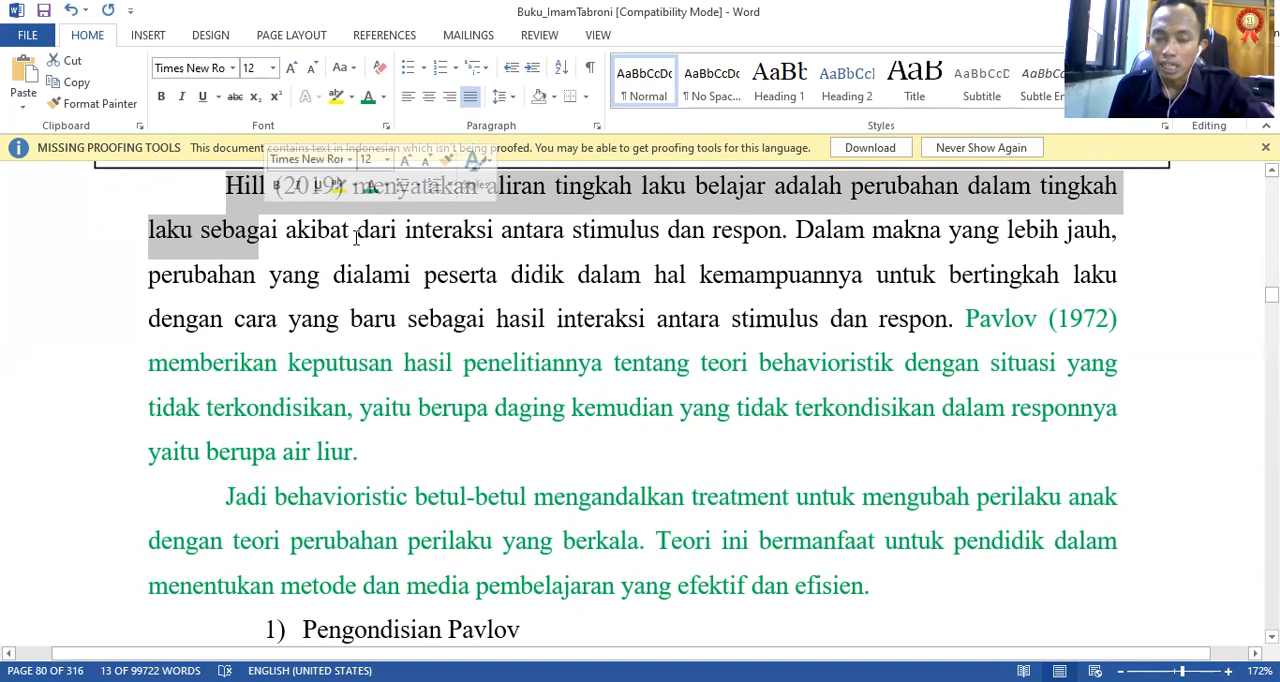 Buku_ImamTabroni [Compatibility Mode] - Word
FILE HOME INSERT DESIGN PAGE LAYOUT REFERENCES MAILINGS REVIEW VIEW
Paste
Cut
Copy
Format Painter
Clipboard
Times New Ro 12
Font
Paragraph
AaBbCcDc AaBbCcDc AaBb AaBbCcl AaB AaBbCcD
¶ Normal ¶ No Spac... Heading 1 Heading 2 Title Subtitle Subtle Em
Styles
Editing
MISSING PROOFING TOOLS This document contains text in Indonesian which isn't being proofed. You may be able to get proofing tools for this language. Download Never Show Again
Times New Ror 12
Hill (2019) menyatakan aliran tingkah laku belajar adalah perubahan dalam tingkah
laku sebagai akibat dari interaksi antara stimulus dan respon. Dalam makna yang lebih jauh,
perubahan yang dialami peserta didik dalam hal kemampuannya untuk bertingkah laku
dengan cara yang baru sebagai hasil interaksi antara stimulus dan respon. Pavlov (1972)
memberikan keputusan hasil penelitiannya tentang teori behavioristik dengan situasi yang
tidak terkondisikan, yaitu berupa daging kemudian yang tidak terkondisikan dalam responnya
yaitu berupa air liur.
Jadi behavioristic betul-betul mengandalkan treatment untuk mengubah perilaku anak
dengan teori perubahan perilaku yang berkala. Teori ini bermanfaat untuk pendidik dalam
menentukan metode dan media pembelajaran yang efektif dan efisien.
1) Pengondisian Pavlov
PAGE 80 OF 316 13 OF 99722 WORDS ENGLISH (UNITED STATES) 172%